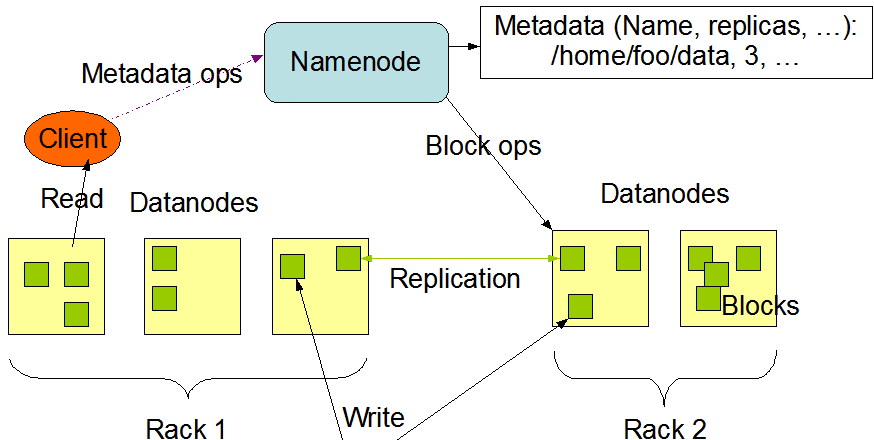 Metadata (Name, replicas, …):
/home/foo/data, 3, …
Namenode
Metadata ops
Client
Block ops
Read
Datanodes
Datanodes
Replication
Blocks
Rack 1
Write
Rack 2